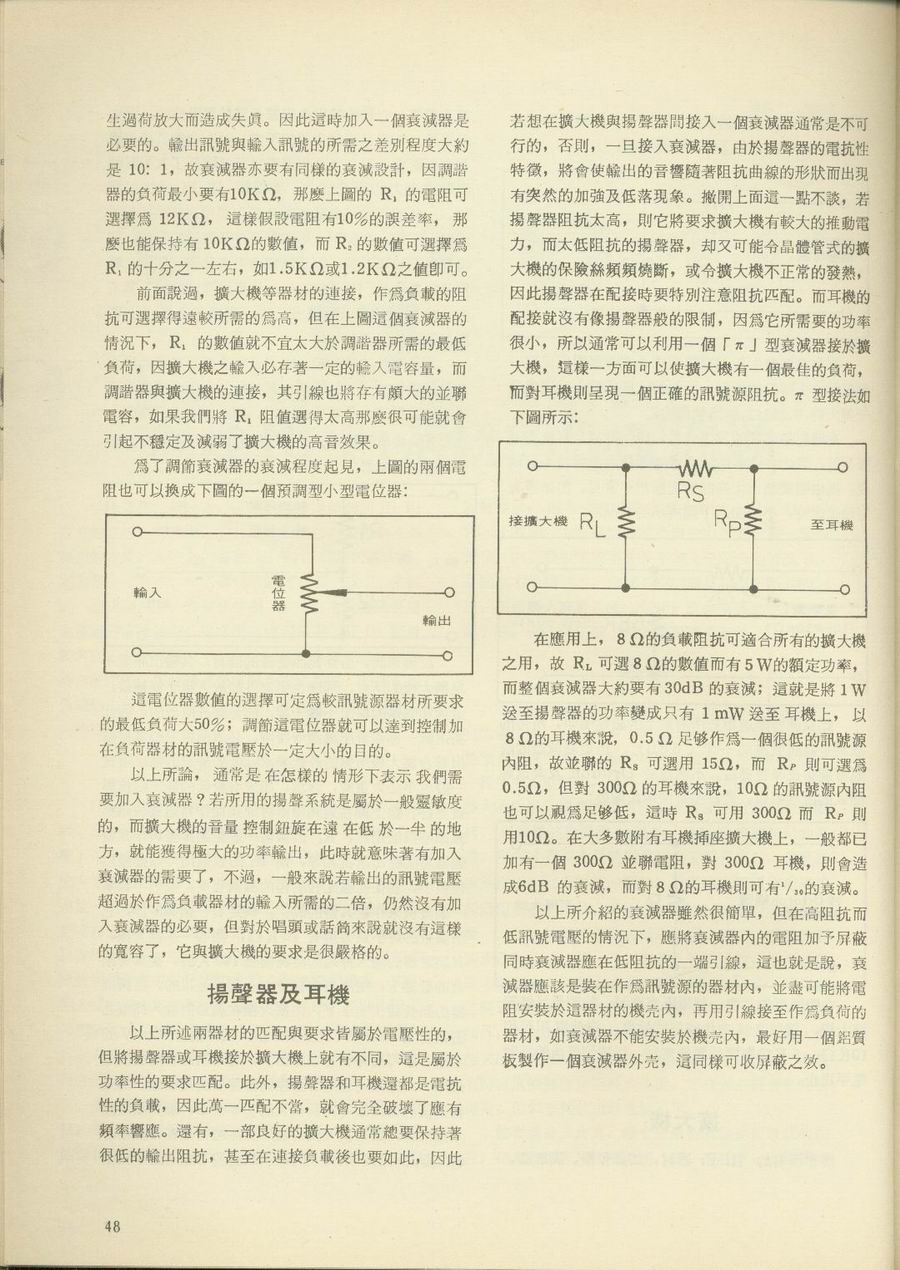 生過荷放大而造成失眞。因此這時加入一個衰減器是
必要的。輸出訊號與輸入訊號的所需之差別程度大約
是 10: 1，故衰減器亦要有同樣的衰減設計，因調諧
器的負荷最小要有10KΩ，那麽上圖的 R₁ 的電阻可
選擇爲 12KΩ， 這樣假設電阻有10%的誤差率， 那
麽也能保持有 10KΩ的數値，而 R₂ 的數値可選擇爲
R₁ 的十分之一左右，如1.5KΩ或1.2KΩ之値卽可。
前面說過，擴大機等器材的連接，作爲負載的阻
抗可選擇得遠較所需的爲高，但在上圖這個衰減器的
情況下， R₁ 的數値就不宜太大於調諧器所需的最低
負荷，因擴大機之輸入必存著一定的輸入電容量，而
調諧器與擴大機的連接，其引線也將存有頗大的並聯
電容，如果我們將 R₁ 阻值選得太高那麽很可能就會
引起不穩定及減弱了擴大機的高音效果。
爲了調節衰減器的衰減程度起見，上圖的兩個電
阻也可以換成下圖的一個預調型小型電位器：
輸入
電位器
輸出
這電位器數値的選擇可定爲較訊號源器材所要求
的最低負荷大50%；調節這電位器就可以達到控制加
在負荷器材的訊號電壓於一定大小的目的。
以上所論， 通常是 在怎樣的 情形下表示 我們需
要加入衰減器？若所用的揚聲系統是屬於一般靈敏度
的，而擴大機的音量 控制鈕旋在遠 在低 於一半 的地
方，就能獲得極大的功率輸出，此時就意味著有加入
衰減器的需要了，不過，一般來說若輸出的訊號電壓
超過於作爲負載器材的輸入所需的二倍，仍然沒有加
入衰減器的必要，但對於唱頭或話筒來說就沒有這樣
的寬容了，它與擴大機的要求是很嚴格的。
揚聲器及耳機
以上所述兩器材的匹配與要求皆屬於電壓性的，
但將揚聲器或耳機接於擴大機上就有不同，這是屬於
功率性的要求匹配。此外，揚聲器和耳機還都是電抗
性的負載，因此萬一匹配不當，就會完全破壞了應有
頻率響應。還有，一部良好的擴大機通常總要保持著
很低的輸出阻抗，甚至在連接負載後也要如此，因此
若想在擴大機與揚聲器間接入一個衰減器通常是不可
行的，否則，一旦接入衰減器，由於揚聲器的電抗性
特徵，將會使輸出的音響隨著阻抗曲線的形狀而出現
有突然的加強及低落現象。撇開上面這一點不談，若
揚聲器阻抗太高，則它將要求擴大機有較大的推動電
力，而太低阻抗的揚聲器，却又可能令晶體管式的擴
大機的保險絲頻頻燒斷，或令擴大機不正常的發熱，
因此揚聲器在配接時要特別注意阻抗匹配。而耳機的
配接就沒有像揚聲器般的限制，因爲它所需要的功率
很小，所以通常可以利用一個「π」型衰減器接於擴
大機，這樣一方面可以使擴大機有一個最佳的負荷，
而對耳機則呈現一個正確的訊號源阻抗。π 型接法如
下圖所示：
RS
接擴大機 RL
RP 至耳機
在應用上， 8Ω的負載阻抗可適合所有的擴大機
之用，故 RL 可選 8Ω的數値而有 5W的額定功率，
而整個衰減器大約要有 30dB 的衰減；這就是將 1W
送至揚聲器的功率變成只有 1mW 送至 耳機上， 以
8Ω的耳機來說， 0.5Ω 足够作爲一個很低的訊號源
內阻，故並聯的 Rs 可選用 15Ω，而 RP 則可選爲
0.5Ω，但對 300Ω 的耳機來說，10Ω 的訊號源內阻
也可以視爲足够低，這時 Rs 可用 300Ω 而 RP 則
用10Ω。在大多數附有耳機揷座擴大機上，一般都已
加有一個 300Ω 並聯電阻，對 300Ω 耳機，則會造
成6dB 的衰減，而對 8Ω的耳機則可有的衰減。
以上所介紹的衰減器雖然很簡單，但在高阻抗而
低訊號電壓的情況下，應將衰減器內的電阻加予屏蔽
同時衰減器應在低阻抗的一端引線，這也就是說，衰
減器應該是裝在作爲訊號源的器材內，並盡可能將電
阻安裝於這器材的機壳內，再用引線接至作爲負荷的
器材，如衰減器不能安裝於機壳內，最好用一個鋁質
板製作一個衰減器外壳，這同樣可收屏蔽之效。
48